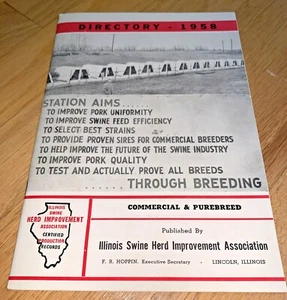 DIRECTORY - 1958
STATION AIMS......
TO IMPROVE PORK UNIFORMITY
TO IMPROVE SWINE FEED EFFICIENCY
TO SELECT BEST STRAINS
TO PROVIDE PROVEN SIRES FOR COMMERCIAL BREEDERS
TO HELP IMPROVE THE FUTURE OF THE SWINE INDUSTRY
TO IMPROVE PORK QUALITY
TO TEST AND ACTUALLY PROVE ALL BREEDS
......THROUGH BREEDING
COMMERCIAL & PUREBREED
ILLINOIS
SWINE
HERD IMPROVEMENT
ASSOCIATION
CERTIFIED
PRODUCTION
RECORDS
Published By
Illinois Swine Herd Improvement Association
F. R. HOPPIN, Executive Secretary - LINCOLN, ILLINOIS